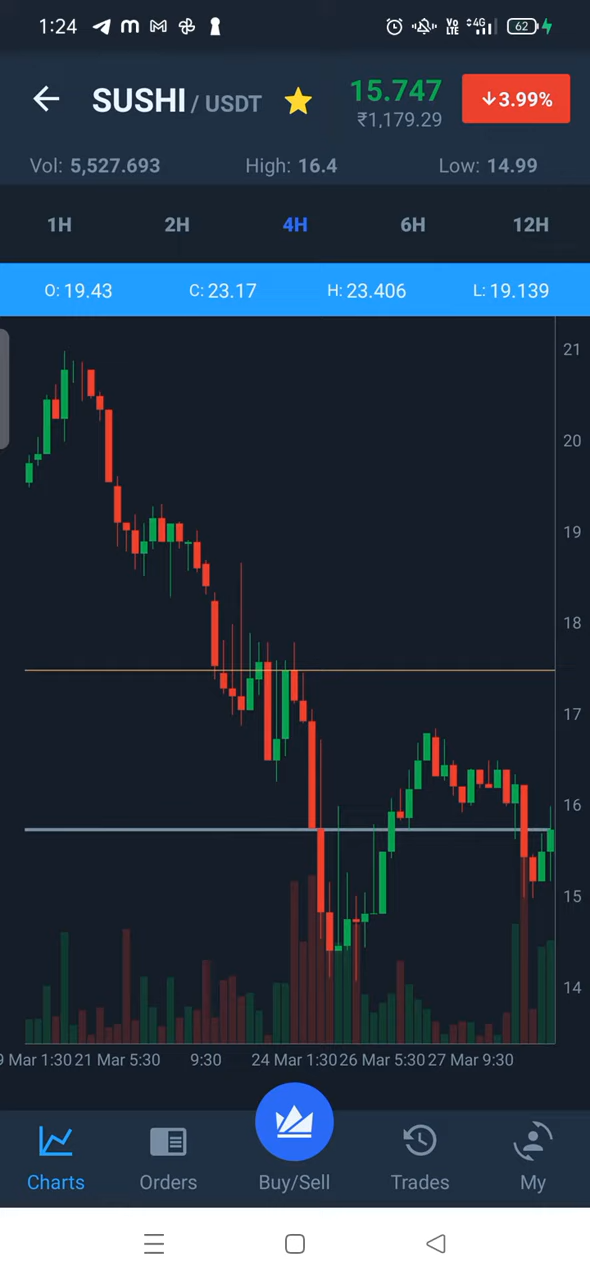 1:24 VoLTE 4G 62
SUSHI / USDT 15.747 ↓3.99%
₹1,179.29
Vol: 5,527.693 High: 16.4 Low: 14.99
1H 2H 4H 6H 12H
O: 19.43 C: 23.17 H: 23.406 L: 19.139
21
20
19
18
17
16
15
14
9 Mar 1:30 21 Mar 5:30 9:30 24 Mar 1:30 26 Mar 5:30 27 Mar 9:30
Charts Orders Buy/Sell Trades My